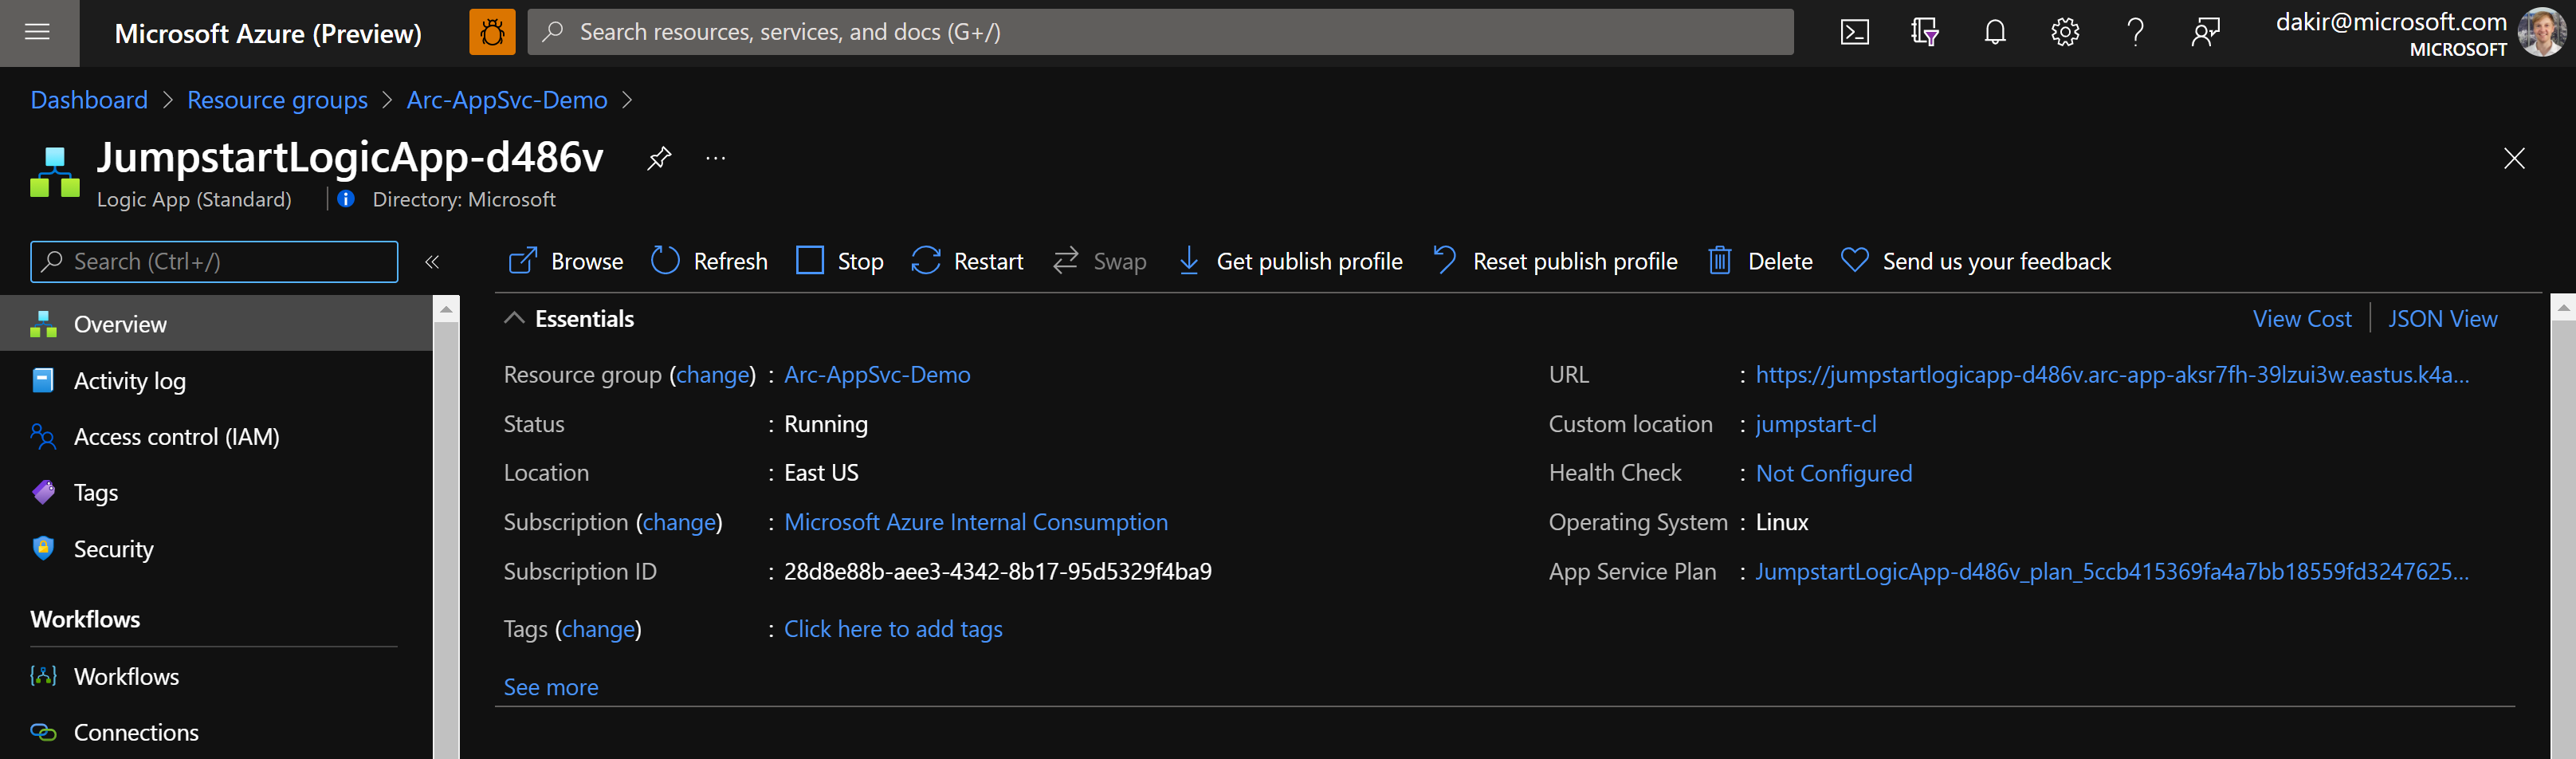 Microsoft Azure (Preview)
Search resources, services, and docs (G+/)
dakir@microsoft.com
MICROSOFT
Dashboard > Resource groups > Arc-AppSvc-Demo >
JumpstartLogicApp-d486v
Logic App (Standard)
Directory: Microsoft
Search (Ctrl+/)
Browse
Refresh
Stop
Restart
Swap
Get publish profile
Reset publish profile
Delete
Send us your feedback
Overview
Activity log
Access control (IAM)
Tags
Security
Workflows
Workflows
Connections
Essentials
View Cost
JSON View
Resource group (change) : Arc-AppSvc-Demo
Status : Running
Location : East US
Subscription (change) : Microsoft Azure Internal Consumption
Subscription ID : 28d8e88b-aee3-4342-8b17-95d5329f4ba9
Tags (change) : Click here to add tags
See more
URL : https://jumpstartlogicapp-d486v.arc-app-aksr7fh-39lzui3w.eastus.k4a...
Custom location : jumpstart-cl
Health Check : Not Configured
Operating System : Linux
App Service Plan : JumpstartLogicApp-d486v_plan_5ccb415369fa4a7bb18559fd3247625...